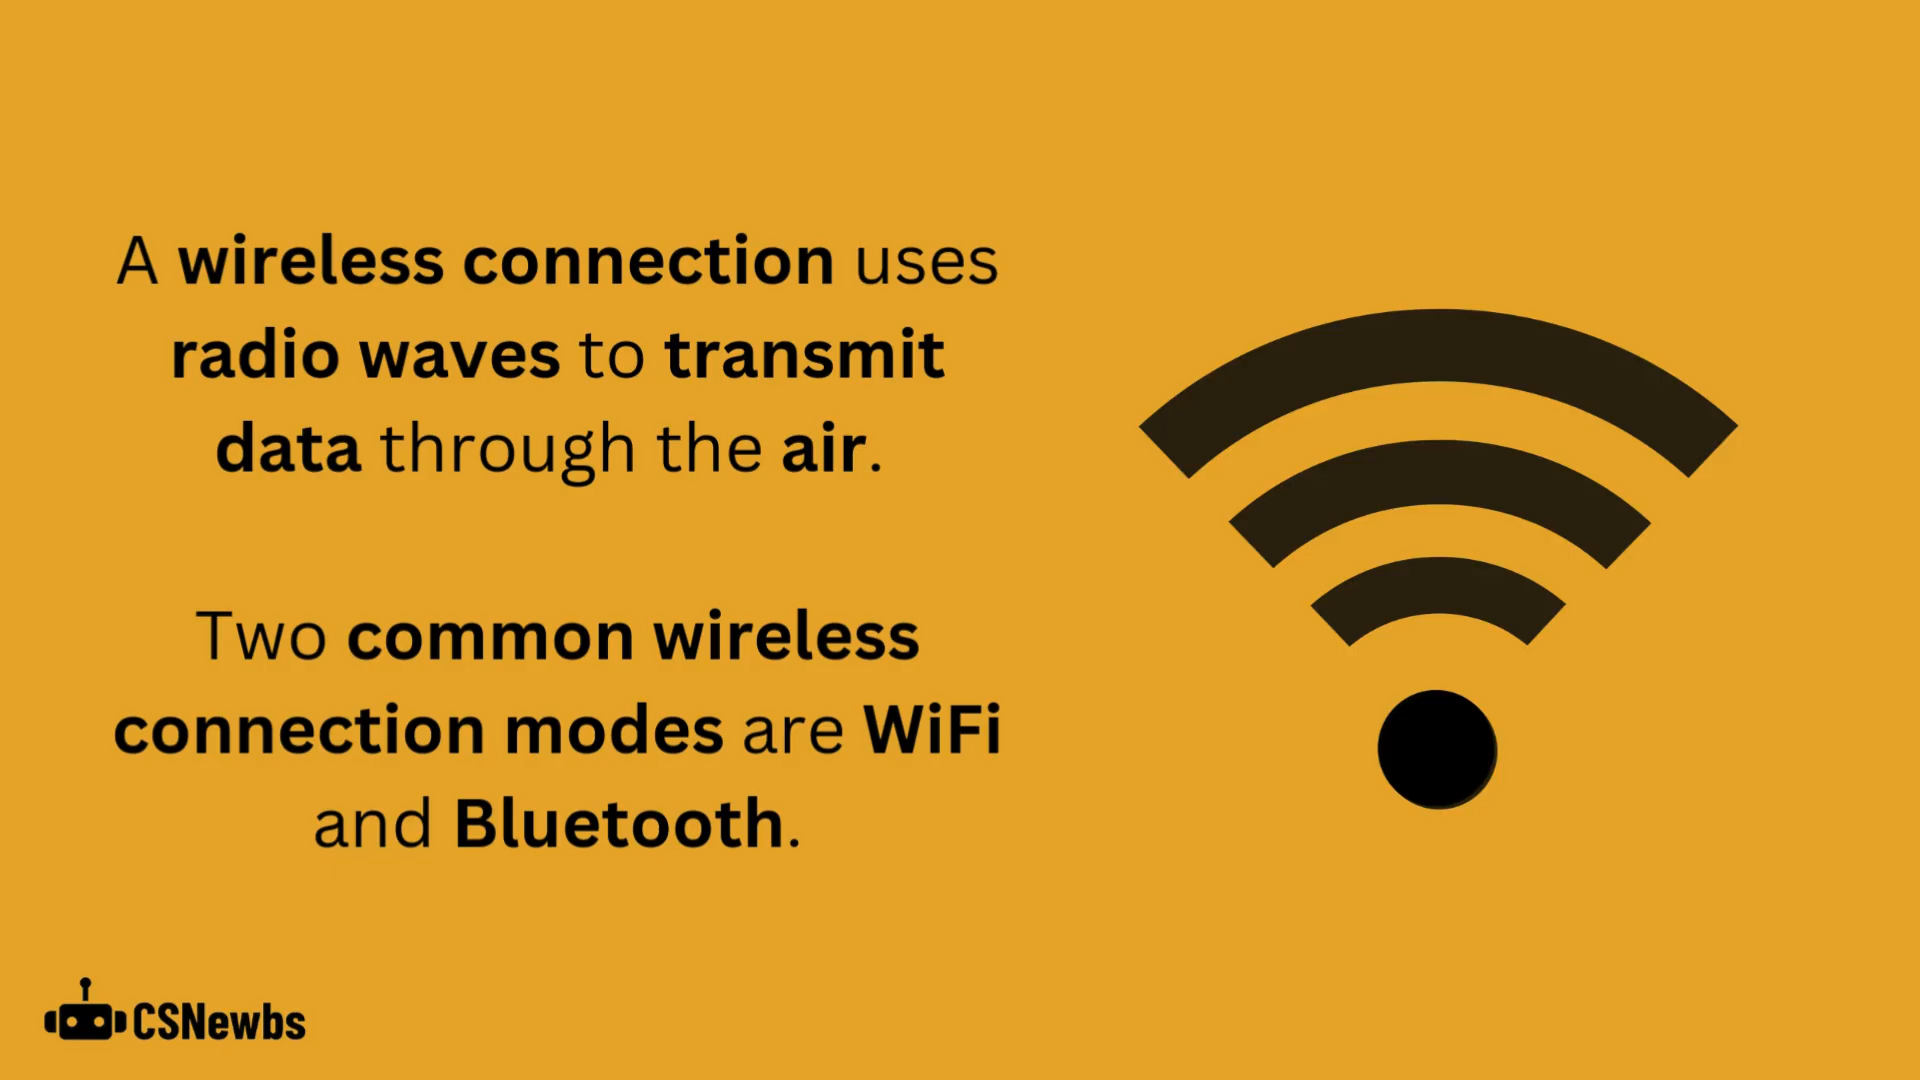 A wireless connection uses
radio waves to transmit
data through the air.
Two common wireless
connection modes are WiFi
and Bluetooth.
CSNewbs